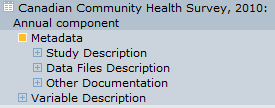 Canadian Community Health Survey, 2010:
Annual component
Metadata
Study Description
Data Files Description
Other Documentation
Variable Description